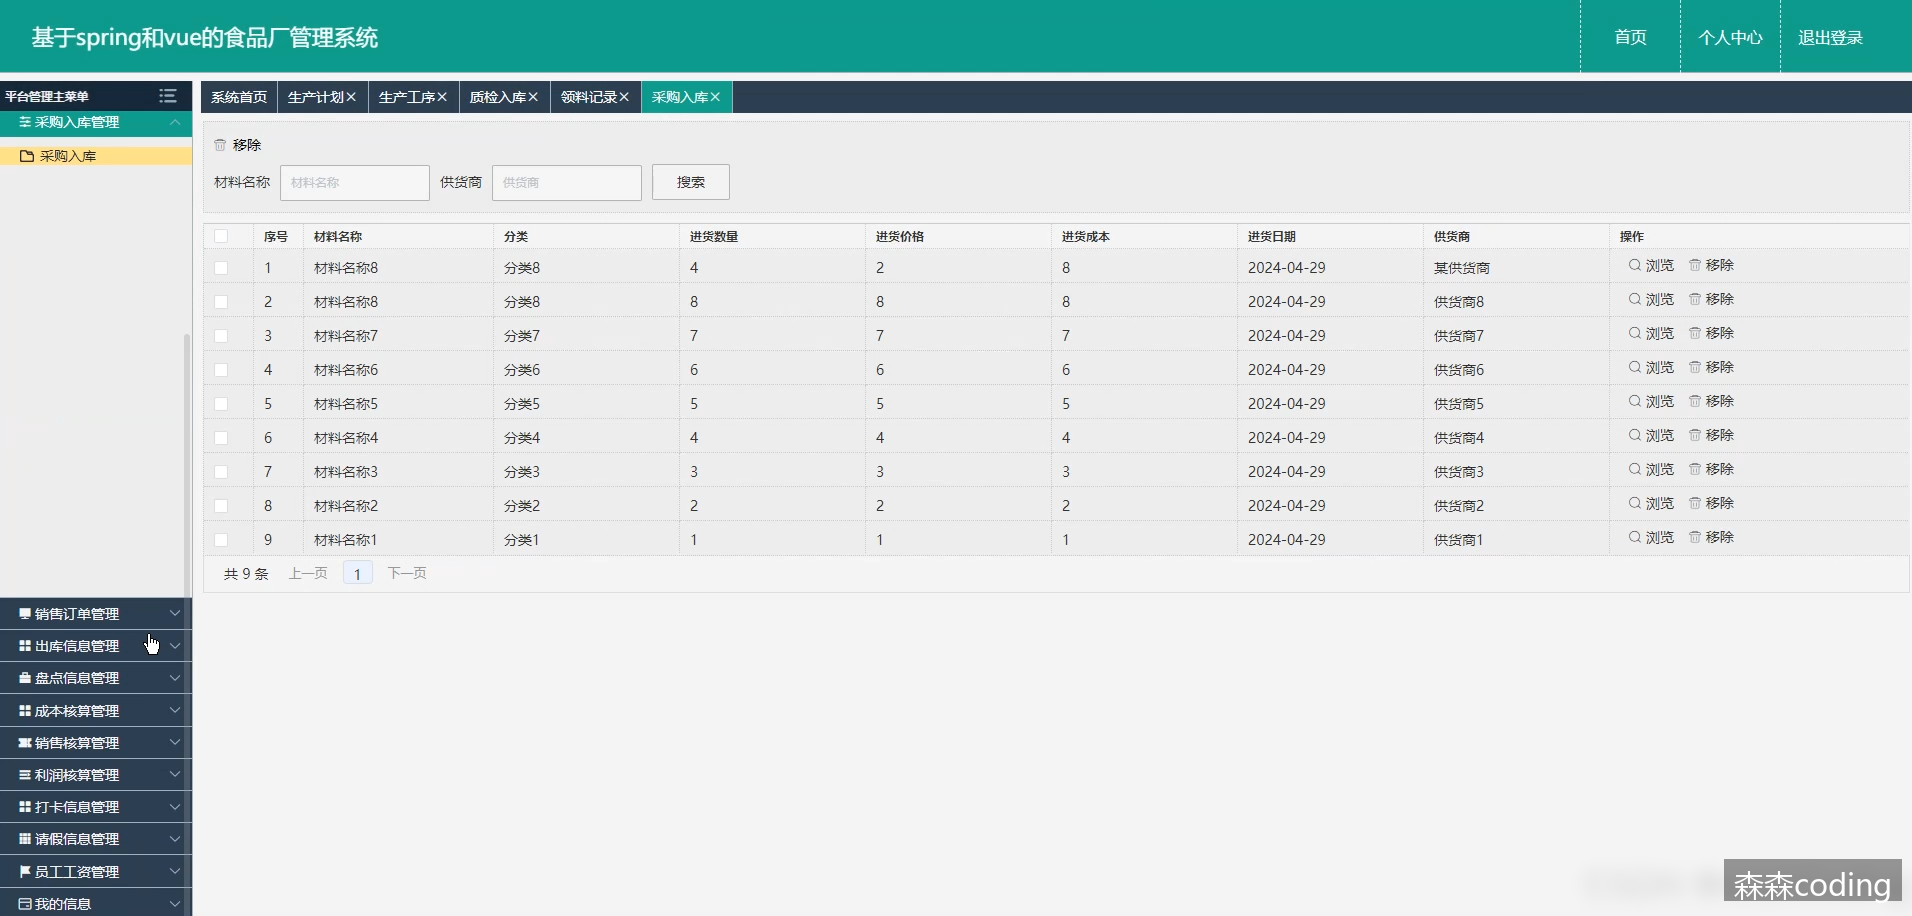 基于spring和vue的食品厂管理系统
首页
个人中心
退出登录
平台管理主菜单
系统首页 生产计划 生产工序 质检入库 领料记录 采购入库
采购入库管理
采购入库
移除
材料名称 材料名称 供货商 供货商 搜索
序号 材料名称 分类 进货数量 进货价格 进货成本 进货日期 供货商 操作
1 材料名称8 分类8 4 2 8 2024-04-29 某供货商 浏览 移除
2 材料名称8 分类8 8 8 8 2024-04-29 供货商8 浏览 移除
3 材料名称7 分类7 7 7 7 2024-04-29 供货商7 浏览 移除
4 材料名称6 分类6 6 6 6 2024-04-29 供货商6 浏览 移除
5 材料名称5 分类5 5 5 5 2024-04-29 供货商5 浏览 移除
6 材料名称4 分类4 4 4 4 2024-04-29 供货商4 浏览 移除
7 材料名称3 分类3 3 3 3 2024-04-29 供货商3 浏览 移除
8 材料名称2 分类2 2 2 2 2024-04-29 供货商2 浏览 移除
9 材料名称1 分类1 1 1 1 2024-04-29 供货商1 浏览 移除
共 9 条 上一页 1 下一页
销售订单管理
出库信息管理
盘点信息管理
成本核算管理
销售核算管理
利润核算管理
打卡信息管理
请假信息管理
员工工资管理
我的信息
森森coding